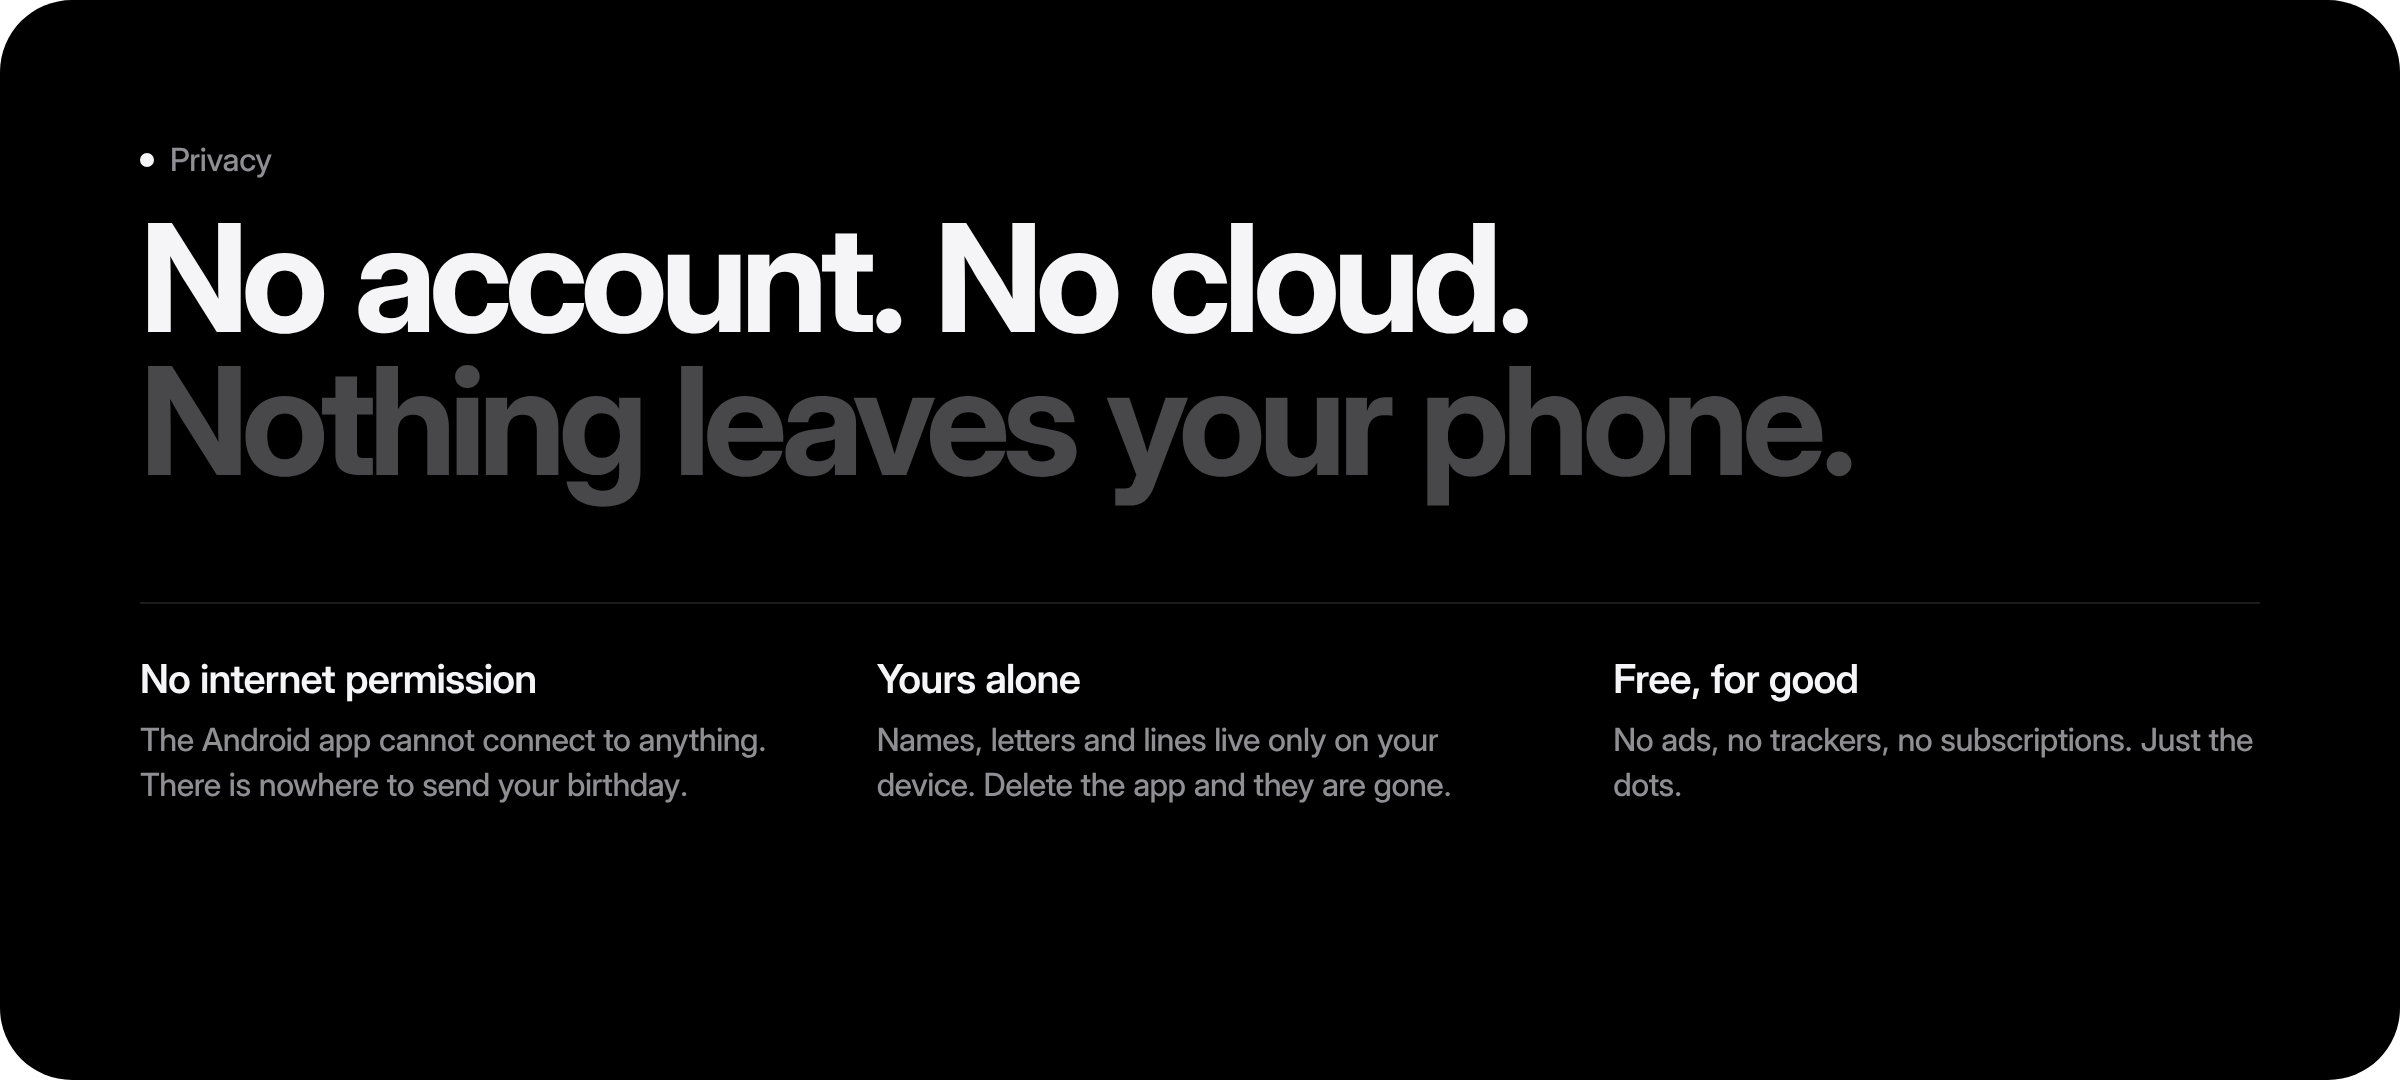 Privacy
No account. No cloud.
Nothing leaves your phone.
No internet permission
The Android app cannot connect to anything.
There is nowhere to send your birthday.
Yours alone
Names, letters and lines live only on your
device. Delete the app and they are gone.
Free, for good
No ads, no trackers, no subscriptions. Just the
dots.